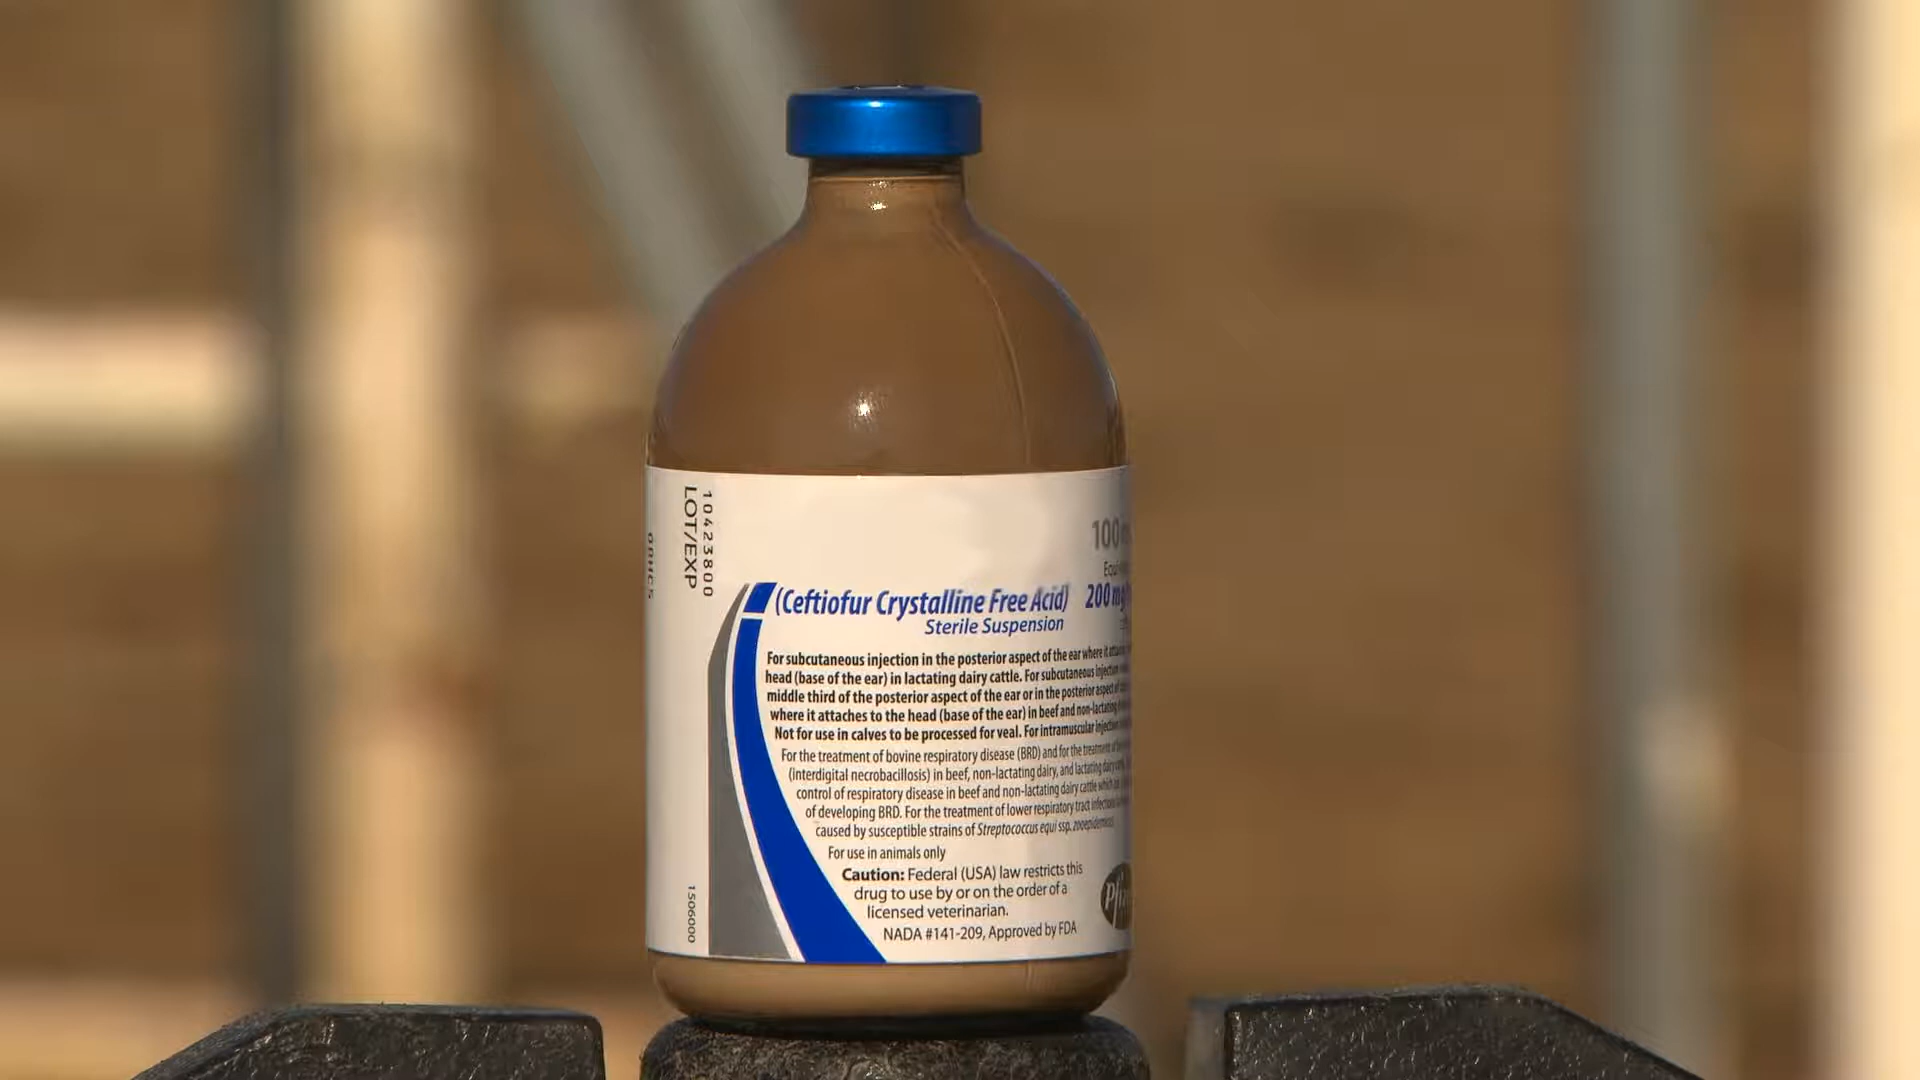 10423800
LOT/EXP
100
(Ceftiofur Crystalline Free Acid) 200
Sterile Suspension
For subcutaneous injection in the posterior aspect of the ear where it
head (base of the ear) in lactating dairy cattle. For subcutaneous injection
middle third of the posterior aspect of the ear or in the posterior aspect of
where it attaches to the head (base of the ear) in beef and non-lactating
Not for use in calves to be processed for veal. For intramuscular injection
For the treatment of bovine respiratory disease (BRD) and for the treatment of
(interdigital necrobacillosis) in beef, non-lactating dairy, and lactating dairy
control of respiratory disease in beef and non-lactating dairy cattle which
of developing BRD. For the treatment of lower respiratory tract infections
caused by susceptible strains of Streptococcus equi ssp. zooepidemicus
For use in animals only
Caution: Federal (USA) law restricts this
drug to use by or on the order of a
licensed veterinarian.
NADA #141-209, Approved by FDA
1506000